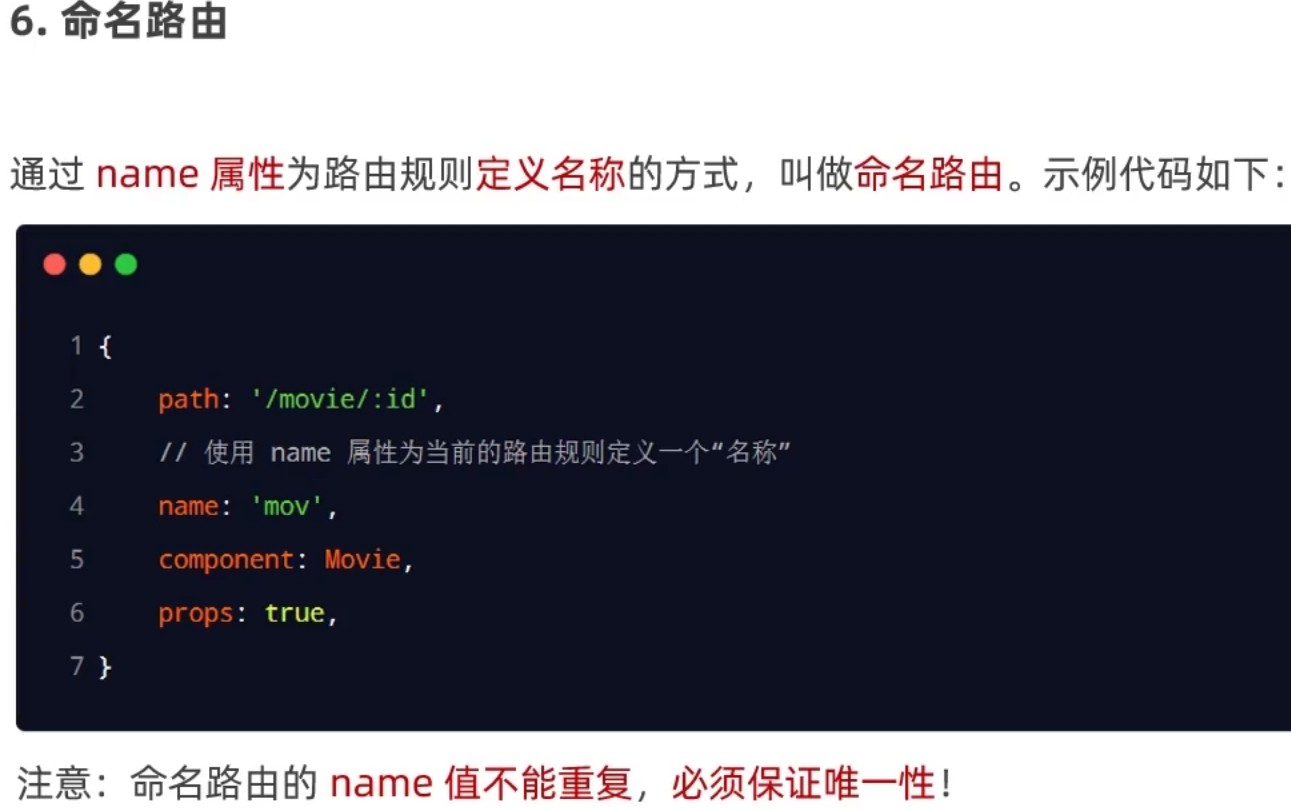 6. 命名路由
通过 name 属性为路由规则定义名称的方式，叫做命名路由。示例代码如下：
1 {
2     path: '/movie/:id',
3     // 使用 name 属性为当前的路由规则定义一个“名称”
4     name: 'mov',
5     component: Movie,
6     props: true,
7 }
注意：命名路由的 name 值不能重复，必须保证唯一性！